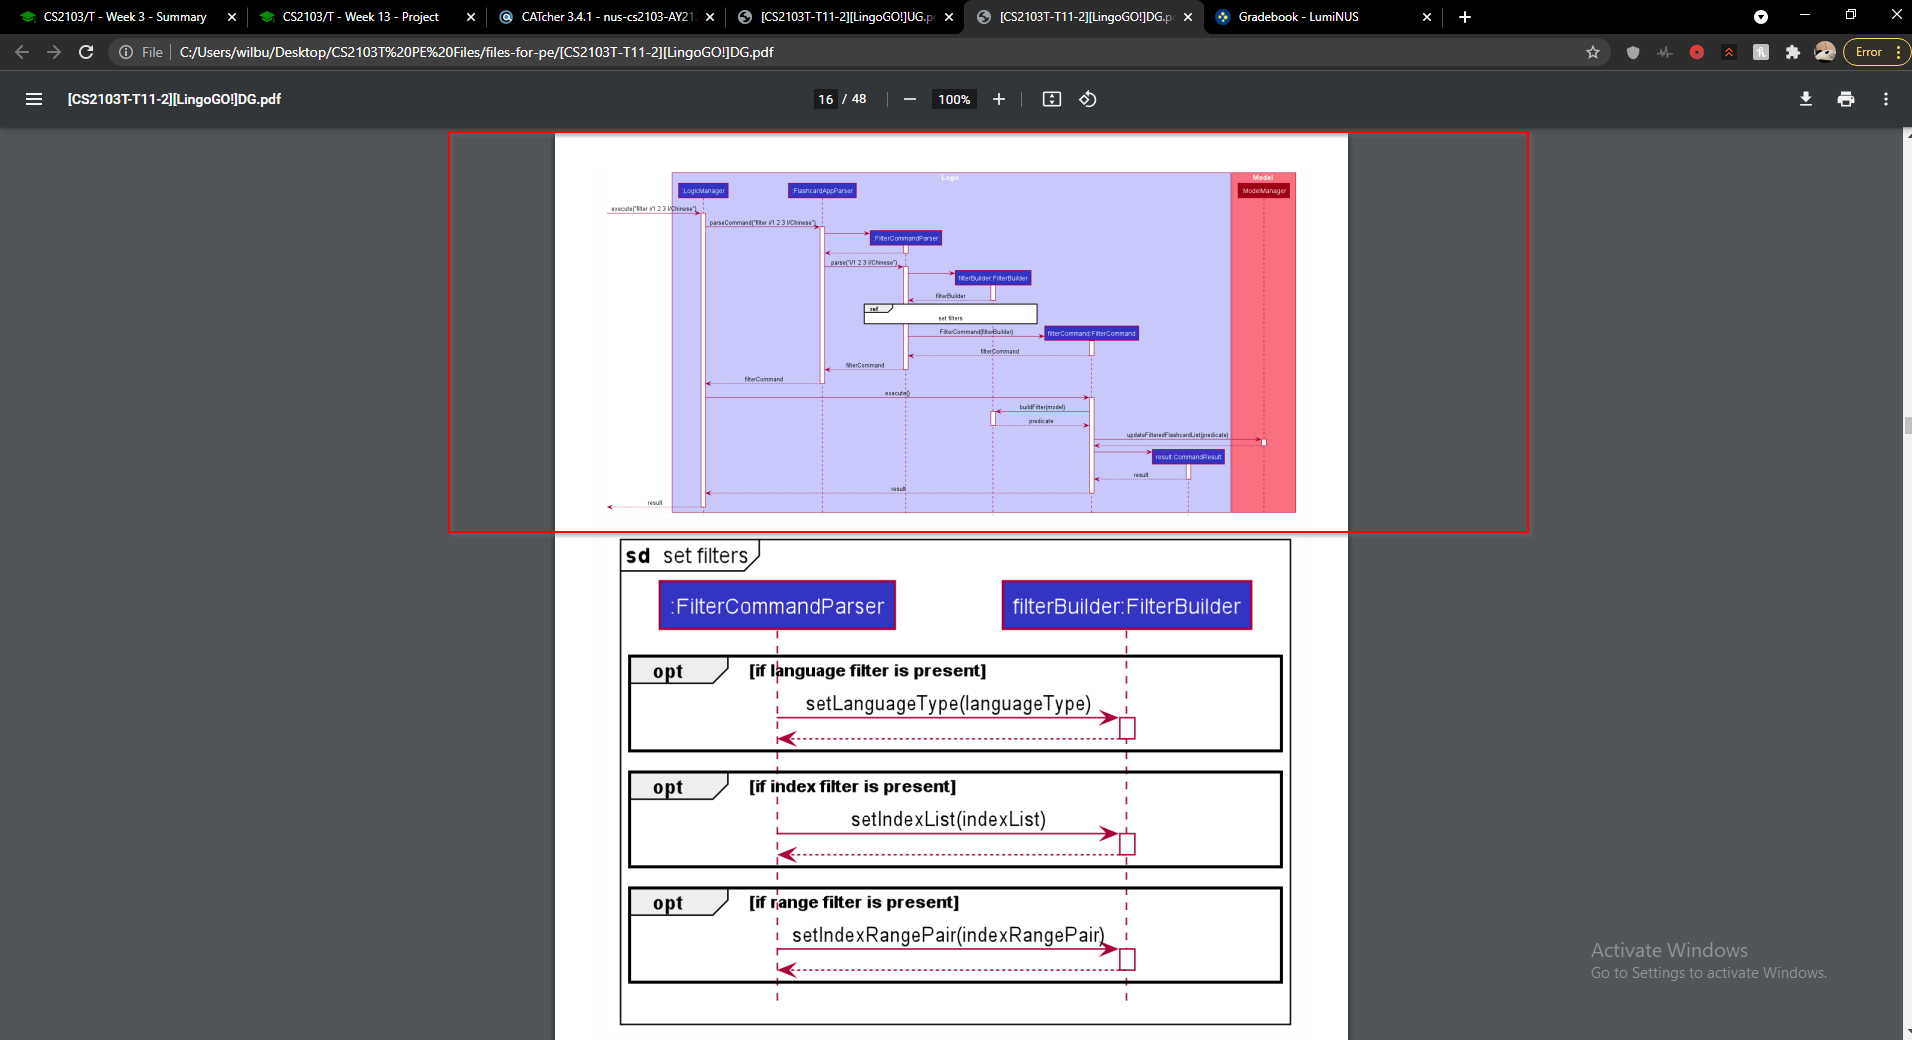 CS2103/T - Week 3 - Summary
CS2103/T - Week 13 - Project
CATcher 3.4.1 - nus-cs2103-AY21
[CS2103T-T11-2][LingoGO!]UG.p
[CS2103T-T11-2][LingoGO!]DG.p
Gradebook - LumiNUS
File
C:/Users/wilbu/Desktop/CS2103T%20PE%20Files/files-for-pe/[CS2103T-T11-2][LingoGO!]DG.pdf
Error
[CS2103T-T11-2][LingoGO!]DG.pdf
16 / 48
100%
Logic
Model
:LogicManager
:FlashcardAppParser
:ModelManager
execute("filter i/1 2 3 l/Chinese")
parseCommand("filter i/1 2 3 l/Chinese")
:FilterCommandParser
parse("i/1 2 3 l/Chinese")
filterBuilder:FilterBuilder
filterBuilder
ref
set filters
FilterCommand(filterBuilder)
filterCommand:FilterCommand
filterCommand
filterCommand
filterCommand
execute()
buildFilter(model)
predicate
updateFilteredFlashcardList(predicate)
result:CommandResult
result
result
result
sd set filters
:FilterCommandParser
filterBuilder:FilterBuilder
opt [if language filter is present]
setLanguageType(languageType)
opt [if index filter is present]
setIndexList(indexList)
opt [if range filter is present]
setIndexRangePair(indexRangePair)
Activate Windows
Go to Settings to activate Windows.